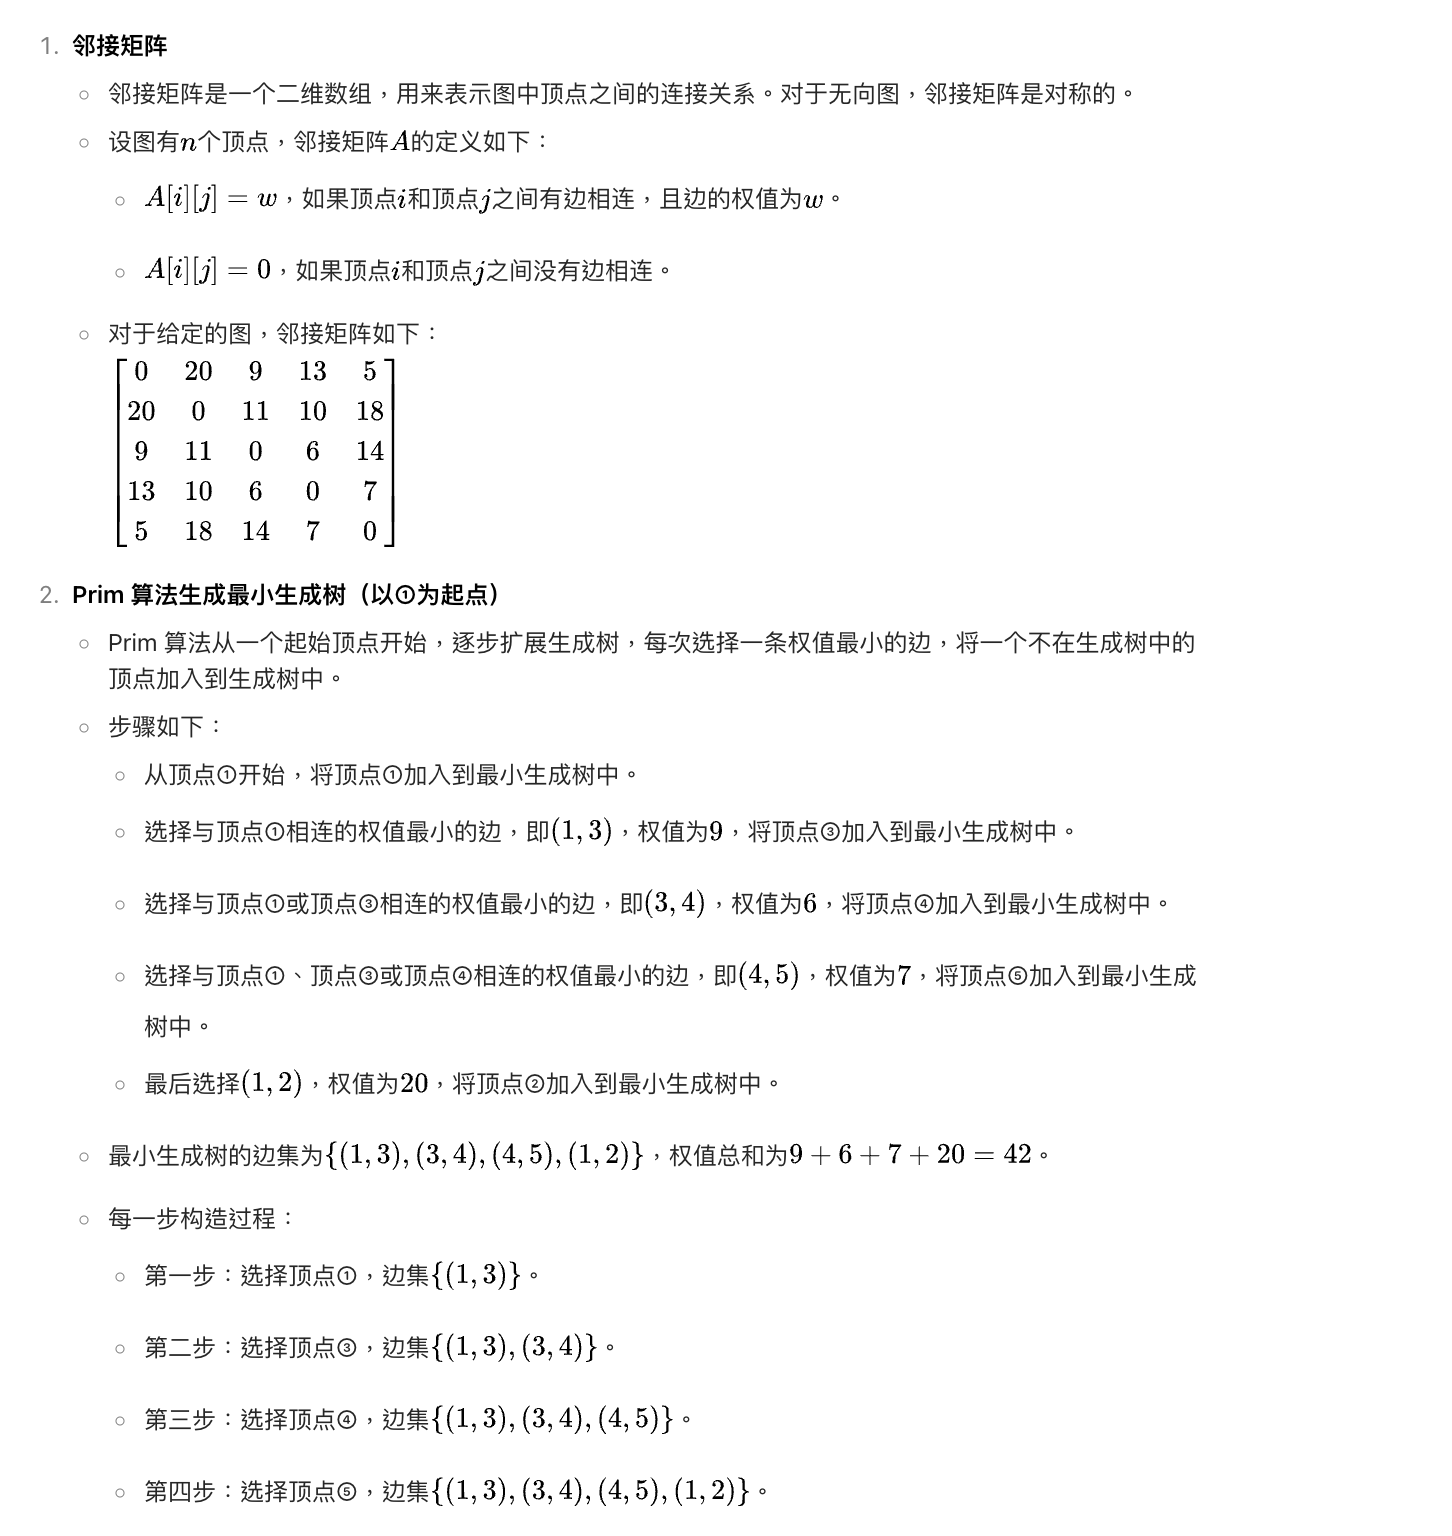 1. 邻接矩阵
○ 邻接矩阵是一个二维数组，用来表示图中顶点之间的连接关系。对于无向图，邻接矩阵是对称的。
○ 设图有n个顶点，邻接矩阵A的定义如下：
○ A[i][j] = w，如果顶点i和顶点j之间有边相连，且边的权值为w。
○ A[i][j] = 0，如果顶点i和顶点j之间没有边相连。
○ 对于给定的图，邻接矩阵如下：
0 20 9 13 5
20 0 11 10 18
9 11 0 6 14
13 10 6 0 7
5 18 14 7 0
2. Prim 算法生成最小生成树（以①为起点）
○ Prim 算法从一个起始顶点开始，逐步扩展生成树，每次选择一条权值最小的边，将一个不在生成树中的
顶点加入到生成树中。
○ 步骤如下：
○ 从顶点①开始，将顶点①加入到最小生成树中。
○ 选择与顶点①相连的权值最小的边，即(1, 3)，权值为9，将顶点③加入到最小生成树中。
○ 选择与顶点①或顶点③相连的权值最小的边，即(3, 4)，权值为6，将顶点④加入到最小生成树中。
○ 选择与顶点①、顶点③或顶点④相连的权值最小的边，即(4, 5)，权值为7，将顶点⑤加入到最小生成
树中。
○ 最后选择(1, 2)，权值为20，将顶点②加入到最小生成树中。
○ 最小生成树的边集为{(1, 3), (3, 4), (4, 5), (1, 2)}，权值总和为9 + 6 + 7 + 20 = 42。
○ 每一步构造过程：
○ 第一步：选择顶点①，边集{(1, 3)}。
○ 第二步：选择顶点③，边集{(1, 3), (3, 4)}。
○ 第三步：选择顶点④，边集{(1, 3), (3, 4), (4, 5)}。
○ 第四步：选择顶点⑤，边集{(1, 3), (3, 4), (4, 5), (1, 2)}。